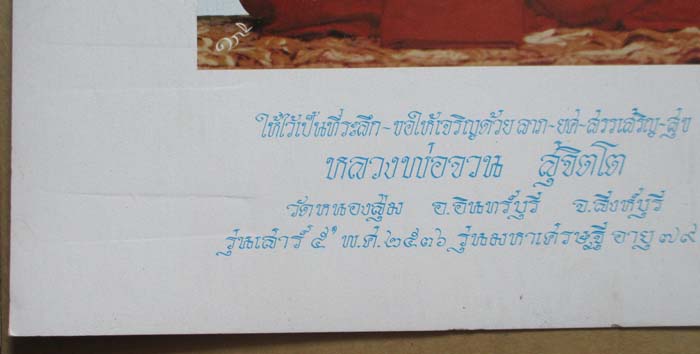 ให้ไว้เป็นที่ระลึก-ขอให้เจริญด้วย ลาภ-ยศ-สรรเสริญ-สุข
หลวงพ่อจวน สุจิตโต
วัดหนองสุ่ม อ.อินทร์บุรี จ.สิงห์บุรี
รุ่นเสาร์ ๕ พ.ศ.๒๕๓๖ รุ่นมหาเศรษฐี อายุ ๗๙